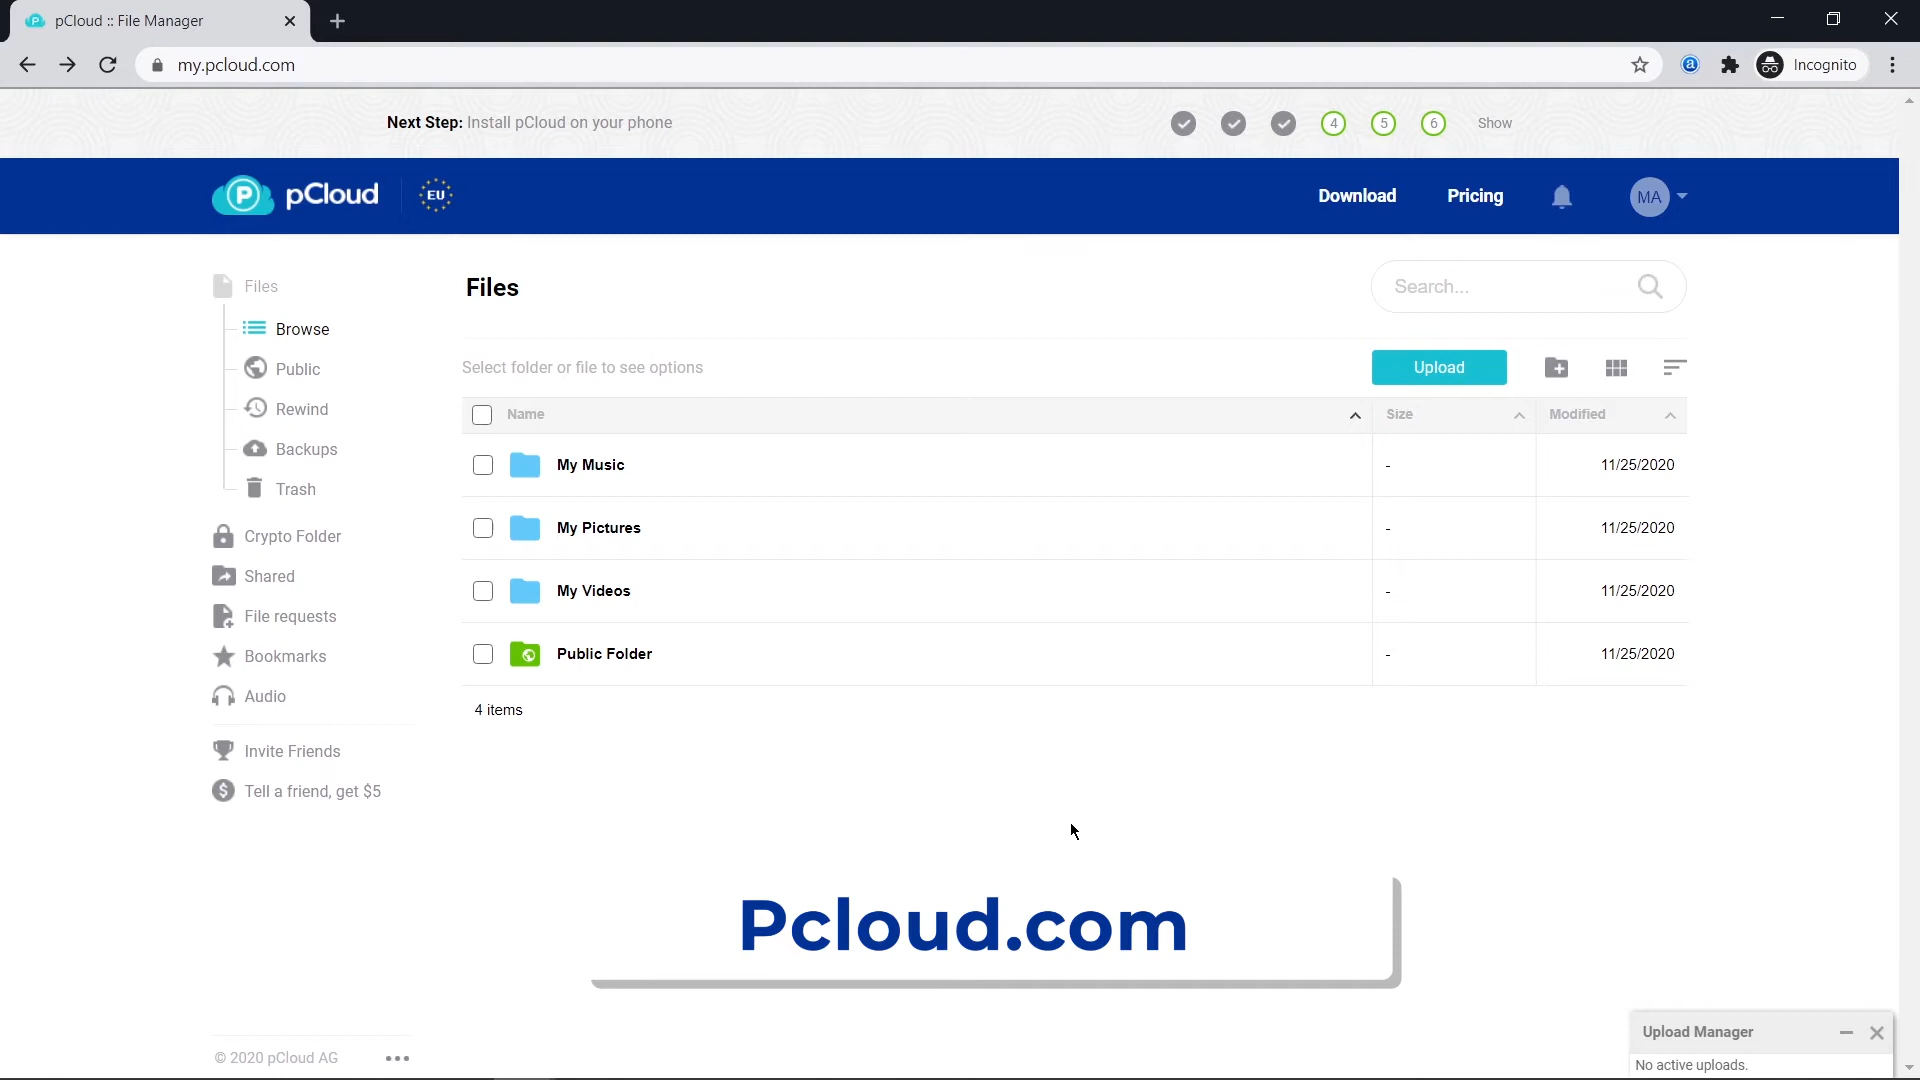 pCloud :: File Manager
my.pcloud.com
Incognito
Next Step: Install pCloud on your phone
4 5 6 Show
P pCloud EU
Download Pricing MA
Files
Browse
Public
Rewind
Backups
Trash
Crypto Folder
Shared
File requests
Bookmarks
Audio
Invite Friends
Tell a friend, get $5
Files
Search...
Select folder or file to see options
Upload
Name Size Modified
My Music - 11/25/2020
My Pictures - 11/25/2020
My Videos - 11/25/2020
Public Folder - 11/25/2020
4 items
Pcloud.com
© 2020 pCloud AG
Upload Manager
No active uploads.